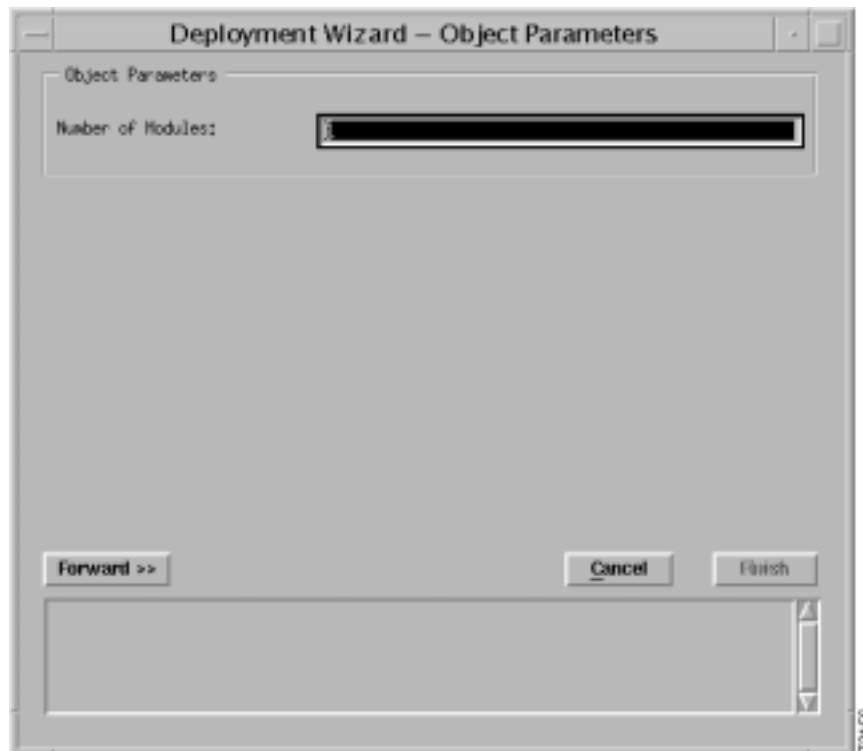 Deployment Wizard – Object Parameters
Object Parameters
Number of Modules:
Forward >>
Cancel
Finish